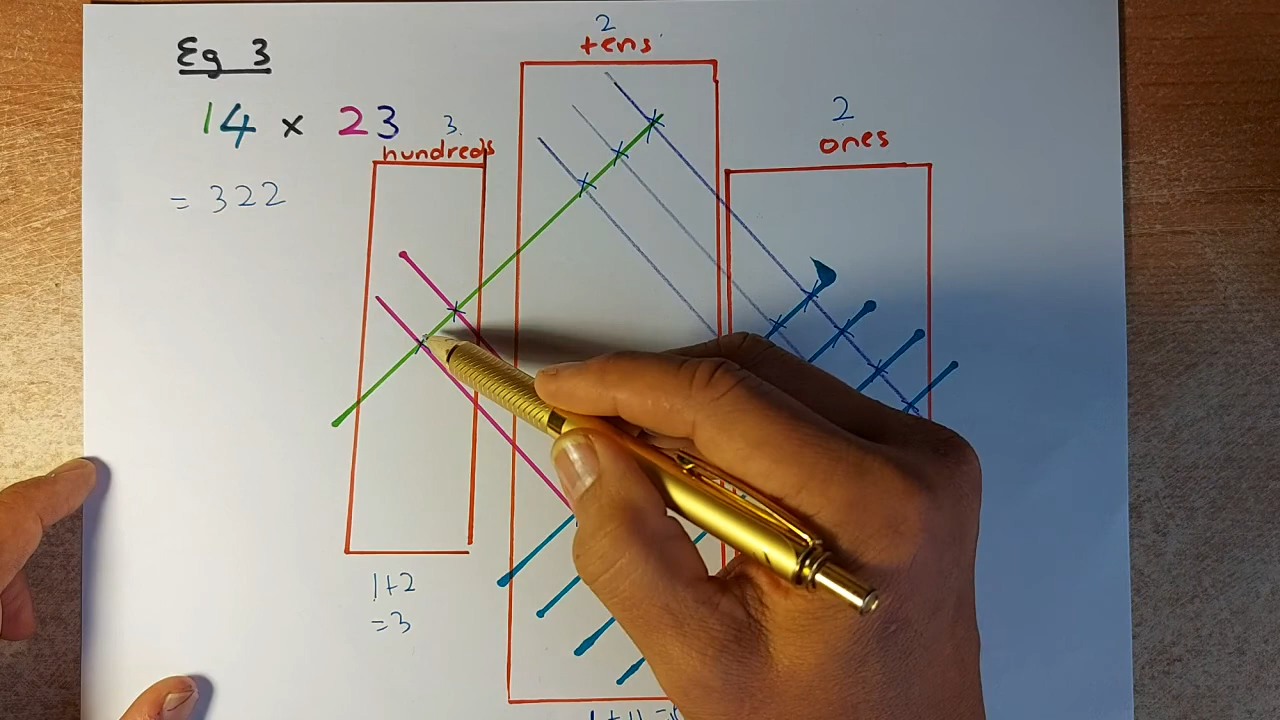 Eg 3
14 × 23
= 322
3
hundreds
2
tens
2
ones
1+2
=3